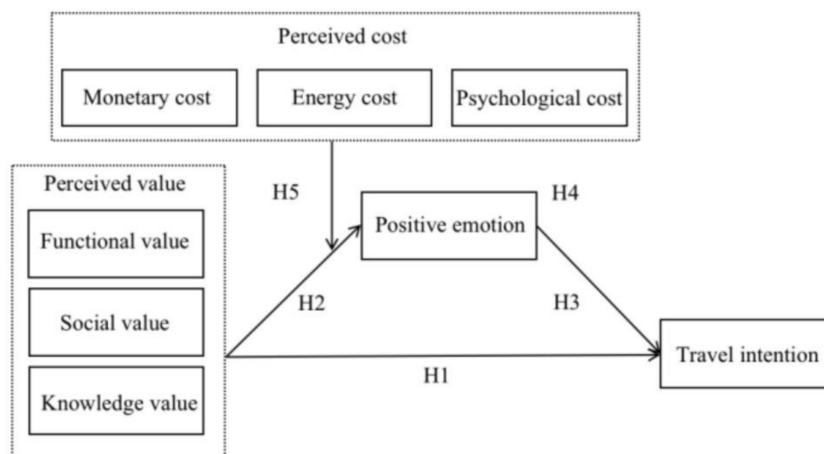 Perceived cost
Monetary cost
Energy cost
Psychological cost
Perceived value
Functional value
Social value
Knowledge value
H5
Positive emotion
H4
H2
H3
H1
Travel intention